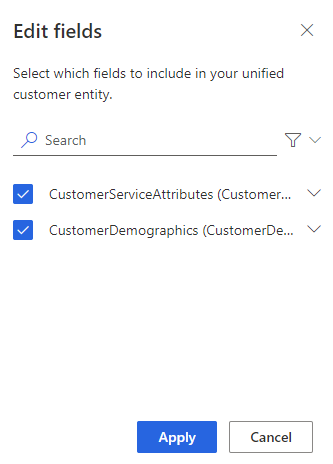 Edit fields
Select which fields to include in your unified
customer entity.
Search
CustomerServiceAttributes (Customer...
CustomerDemographics (CustomerDe...
Apply
Cancel